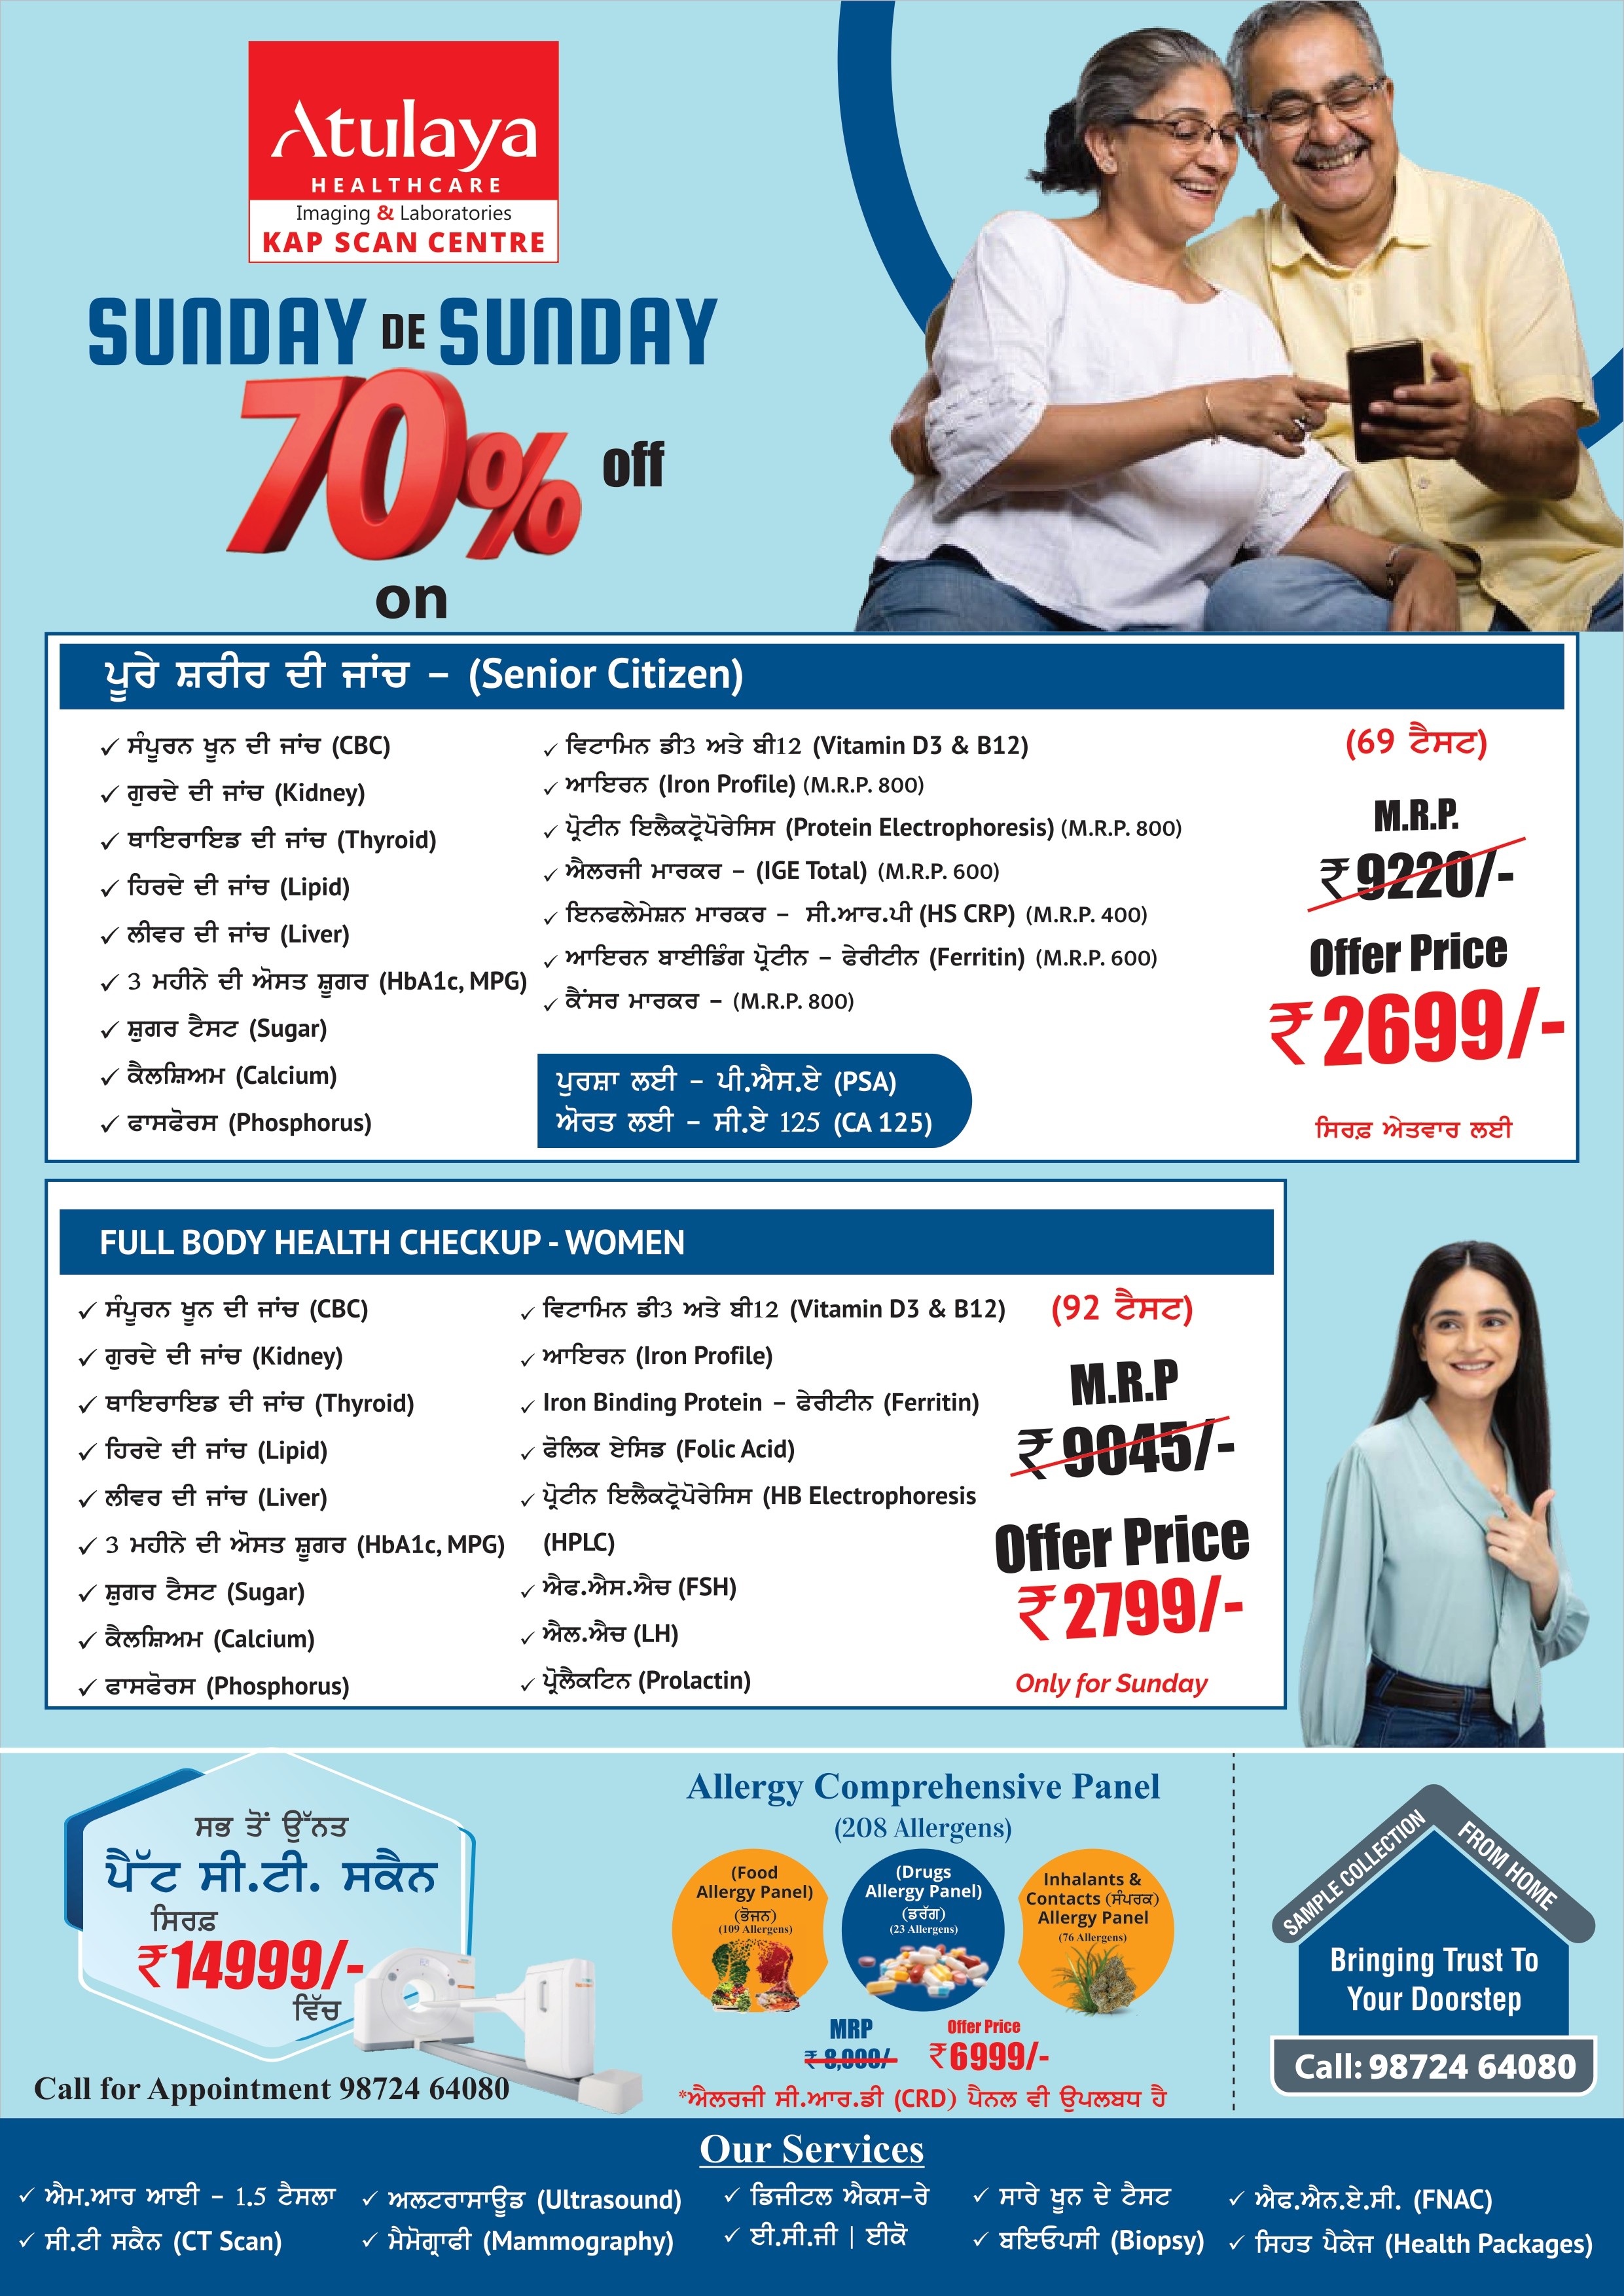 Atulaya
HEALTHCARE
Imaging & Laboratories
KAP SCAN CENTRE
SUNDAY DE SUNDAY
70% off
on
ਪੂਰੇ ਸ਼ਰੀਰ ਦੀ ਜਾਂਚ – (Senior Citizen)
✓ ਸੰਪੂਰਨ ਖੂਨ ਦੀ ਜਾਂਚ (CBC)
✓ ਗੁਰਦੇ ਦੀ ਜਾਂਚ (Kidney)
✓ ਥਾਇਰਾਇਡ ਦੀ ਜਾਂਚ (Thyroid)
✓ ਹਿਰਦੇ ਦੀ ਜਾਂਚ (Lipid)
✓ ਲੀਵਰ ਦੀ ਜਾਂਚ (Liver)
✓ 3 ਮਹੀਨੇ ਦੀ ਔਸਤ ਸ਼ੂਗਰ (HbA1c, MPG)
✓ ਸ਼ੁਗਰ ਟੈਸਟ (Sugar)
✓ ਕੈਲਸ਼ਿਅਮ (Calcium)
✓ ਫਾਸਫੋਰਸ (Phosphorus)
✓ ਵਿਟਾਮਿਨ ਡੀ3 ਅਤੇ ਬੀ12 (Vitamin D3 & B12)
✓ ਆਇਰਨ (Iron Profile) (M.R.P. 800)
✓ ਪ੍ਰੋਟੀਨ ਇਲੈਕਟ੍ਰੋਪੋਰੇਸਿਸ (Protein Electrophoresis) (M.R.P. 800)
✓ ਐਲਰਜੀ ਮਾਰਕਰ – (IGE Total) (M.R.P. 600)
✓ ਇਨਫਲੇਮੇਸ਼ਨ ਮਾਰਕਰ – ਸੀ.ਆਰ.ਪੀ (HS CRP) (M.R.P. 400)
✓ ਆਇਰਨ ਬਾਈਡਿੰਗ ਪ੍ਰੋਟੀਨ – ਫੇਰੀਟੀਨ (Ferritin) (M.R.P. 600)
✓ ਕੈਂਸਰ ਮਾਰਕਰ – (M.R.P. 800)
ਪੁਰਸ਼ਾ ਲਈ – ਪੀ.ਐਸ.ਏ (PSA)
ਔਰਤ ਲਈ – ਸੀ.ਏ 125 (CA 125)
(69 ਟੈਸਟ)
M.R.P.
₹ 9220/-
Offer Price
₹ 2699/-
ਸਿਰਫ਼ ਐਤਵਾਰ ਲਈ
FULL BODY HEALTH CHECKUP - WOMEN
✓ ਸੰਪੂਰਨ ਖੂਨ ਦੀ ਜਾਂਚ (CBC)
✓ ਗੁਰਦੇ ਦੀ ਜਾਂਚ (Kidney)
✓ ਥਾਇਰਾਇਡ ਦੀ ਜਾਂਚ (Thyroid)
✓ ਹਿਰਦੇ ਦੀ ਜਾਂਚ (Lipid)
✓ ਲੀਵਰ ਦੀ ਜਾਂਚ (Liver)
✓ 3 ਮਹੀਨੇ ਦੀ ਔਸਤ ਸ਼ੂਗਰ (HbA1c, MPG)
✓ ਸ਼ੁਗਰ ਟੈਸਟ (Sugar)
✓ ਕੈਲਸ਼ਿਅਮ (Calcium)
✓ ਫਾਸਫੋਰਸ (Phosphorus)
✓ ਵਿਟਾਮਿਨ ਡੀ3 ਅਤੇ ਬੀ12 (Vitamin D3 & B12)
✓ ਆਇਰਨ (Iron Profile)
✓ Iron Binding Protein – ਫੇਰੀਟੀਨ (Ferritin)
✓ ਫੋਲਿਕ ਏਸਿਡ (Folic Acid)
✓ ਪ੍ਰੋਟੀਨ ਇਲੈਕਟ੍ਰੋਪੋਰੇਸਿਸ (HB Electrophoresis
(HPLC)
✓ ਐਫ.ਐਸ.ਐਚ (FSH)
✓ ਐਲ.ਐਚ (LH)
✓ ਪ੍ਰੋਲੈਕਟਿਨ (Prolactin)
(92 ਟੈਸਟ)
M.R.P
₹ 9045/-
Offer Price
₹ 2799/-
Only for Sunday
ਸਭ ਤੋਂ ਉੱਨਤ
ਪੈੱਟ ਸੀ.ਟੀ. ਸਕੈਨ
ਸਿਰਫ਼
₹14999/-
ਵਿੱਚ
Call for Appointment 98724 64080
Allergy Comprehensive Panel
(208 Allergens)
(Food
Allergy Panel)
(ਭੋਜਨ)
(109 Allergens)
(Drugs
Allergy Panel)
(ਡਰੱਗ)
(23 Allergens)
Inhalants &
Contacts (ਸੰਪਰਕ)
Allergy Panel
(76 Allergens)
MRP
₹ 8,000/-
Offer Price
₹ 6999/-
*ਐਲਰਜੀ ਸੀ.ਆਰ.ਡੀ (CRD) ਪੈਨਲ ਵੀ ਉਪਲਬਧ ਹੈ
SAMPLE COLLECTION FROM HOME
Bringing Trust To
Your Doorstep
Call: 98724 64080
Our Services
✓ ਐਮ.ਆਰ ਆਈ – 1.5 ਟੈਸਲਾ ✓ ਅਲਟਰਾਸਾਊਡ (Ultrasound) ✓ ਡਿਜੀਟਲ ਐਕਸ-ਰੇ ✓ ਸਾਰੇ ਖੂਨ ਦੇ ਟੈਸਟ ✓ ਐਫ.ਐਨ.ਏ.ਸੀ. (FNAC)
✓ ਸੀ.ਟੀ ਸਕੈਨ (CT Scan) ✓ ਮੈਮੋਗ੍ਰਾਫੀ (Mammography) ✓ ਈ.ਸੀ.ਜੀ | ਈਕੋ ✓ ਬਇਓਪਸੀ (Biopsy) ✓ ਸਿਹਤ ਪੈਕੇਜ (Health Packages)